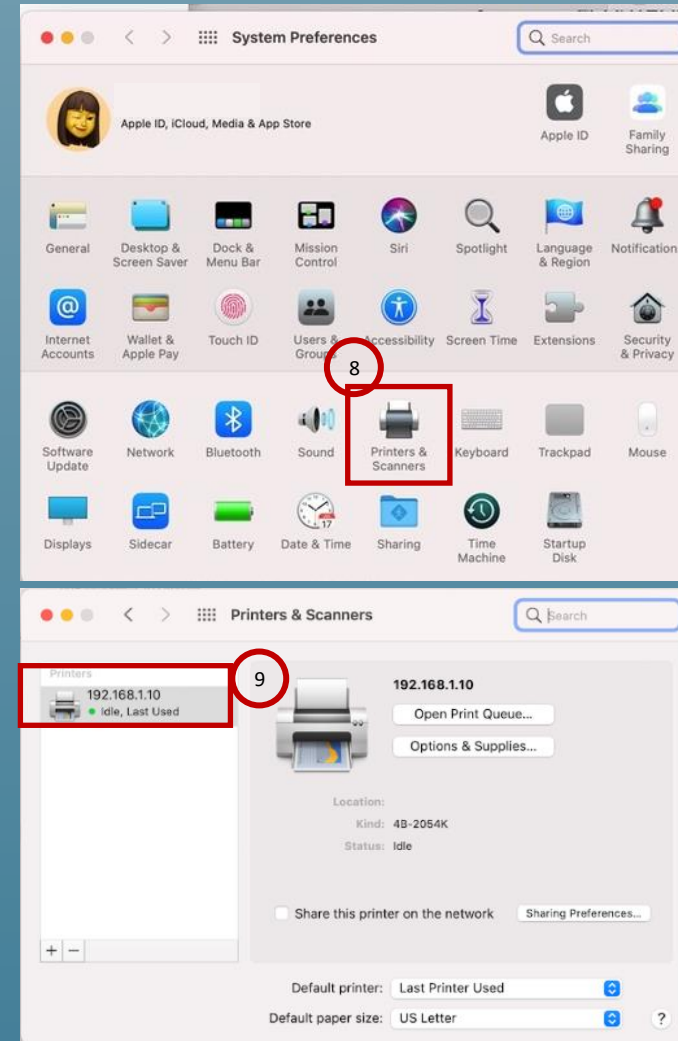 System Preferences
Search
Apple ID, iCloud, Media & App Store
Apple ID
Family
Sharing
General
Desktop &
Screen Saver
Dock &
Menu Bar
Mission
Control
Siri
Spotlight
Language
& Region
Notification
Internet
Accounts
Wallet &
Apple Pay
Touch ID
Users &
Groups
Accessibility
Screen Time
Extensions
Security
& Privacy
8
Software
Update
Network
Bluetooth
Sound
Printers &
Scanners
Keyboard
Trackpad
Mouse
17
Displays
Sidecar
Battery
Date & Time
Sharing
Time
Machine
Startup
Disk
Printers & Scanners
Search
Printers
192.168.1.10
Idle, Last Used
9
192.168.1.10
Open Print Queue...
Options & Supplies...
Location:
Kind: 4B-2054K
Status: Idle
Share this printer on the network
Sharing Preferences...
+ −
Default printer: Last Printer Used
Default paper size: US Letter
?